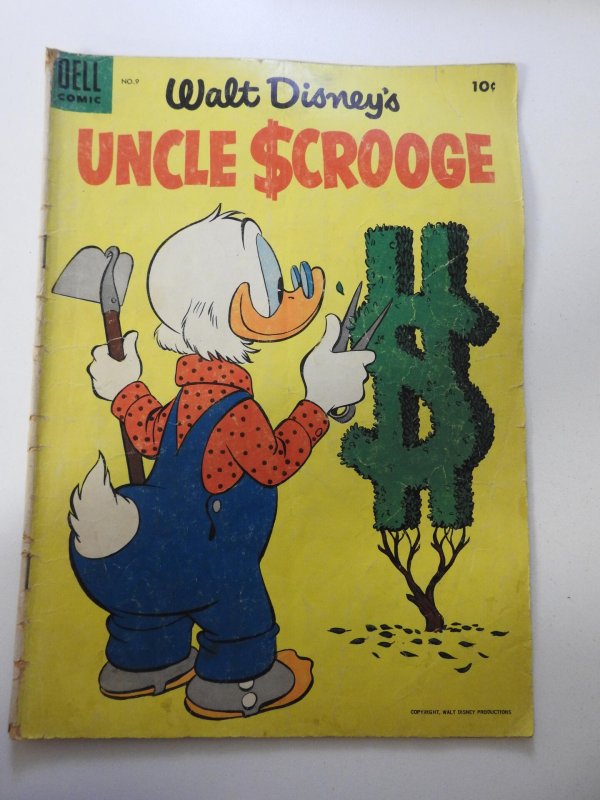 DELL
COMIC
NO.9
Walt Disney's
10¢
UNCLE $CROOGE
COPYRIGHT, WALT DISNEY PRODUCTIONS